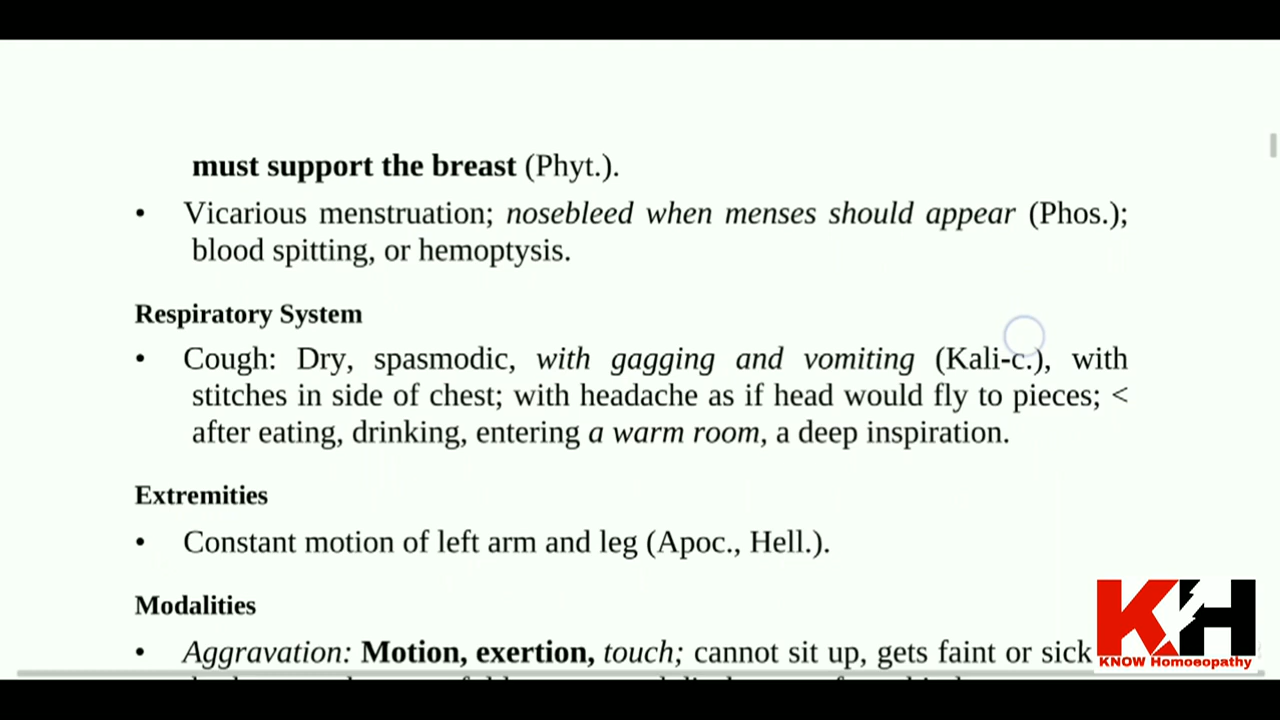 must support the breast (Phyt.).
• Vicarious menstruation; nosebleed when menses should appear (Phos.);
blood spitting, or hemoptysis.
Respiratory System
• Cough: Dry, spasmodic, with gagging and vomiting (Kali-c.), with
stitches in side of chest; with headache as if head would fly to pieces; <
after eating, drinking, entering a warm room, a deep inspiration.
Extremities
• Constant motion of left arm and leg (Apoc., Hell.).
Modalities
• Aggravation: Motion, exertion, touch; cannot sit up, gets faint or sick
KH
KNOW Homoeopathy